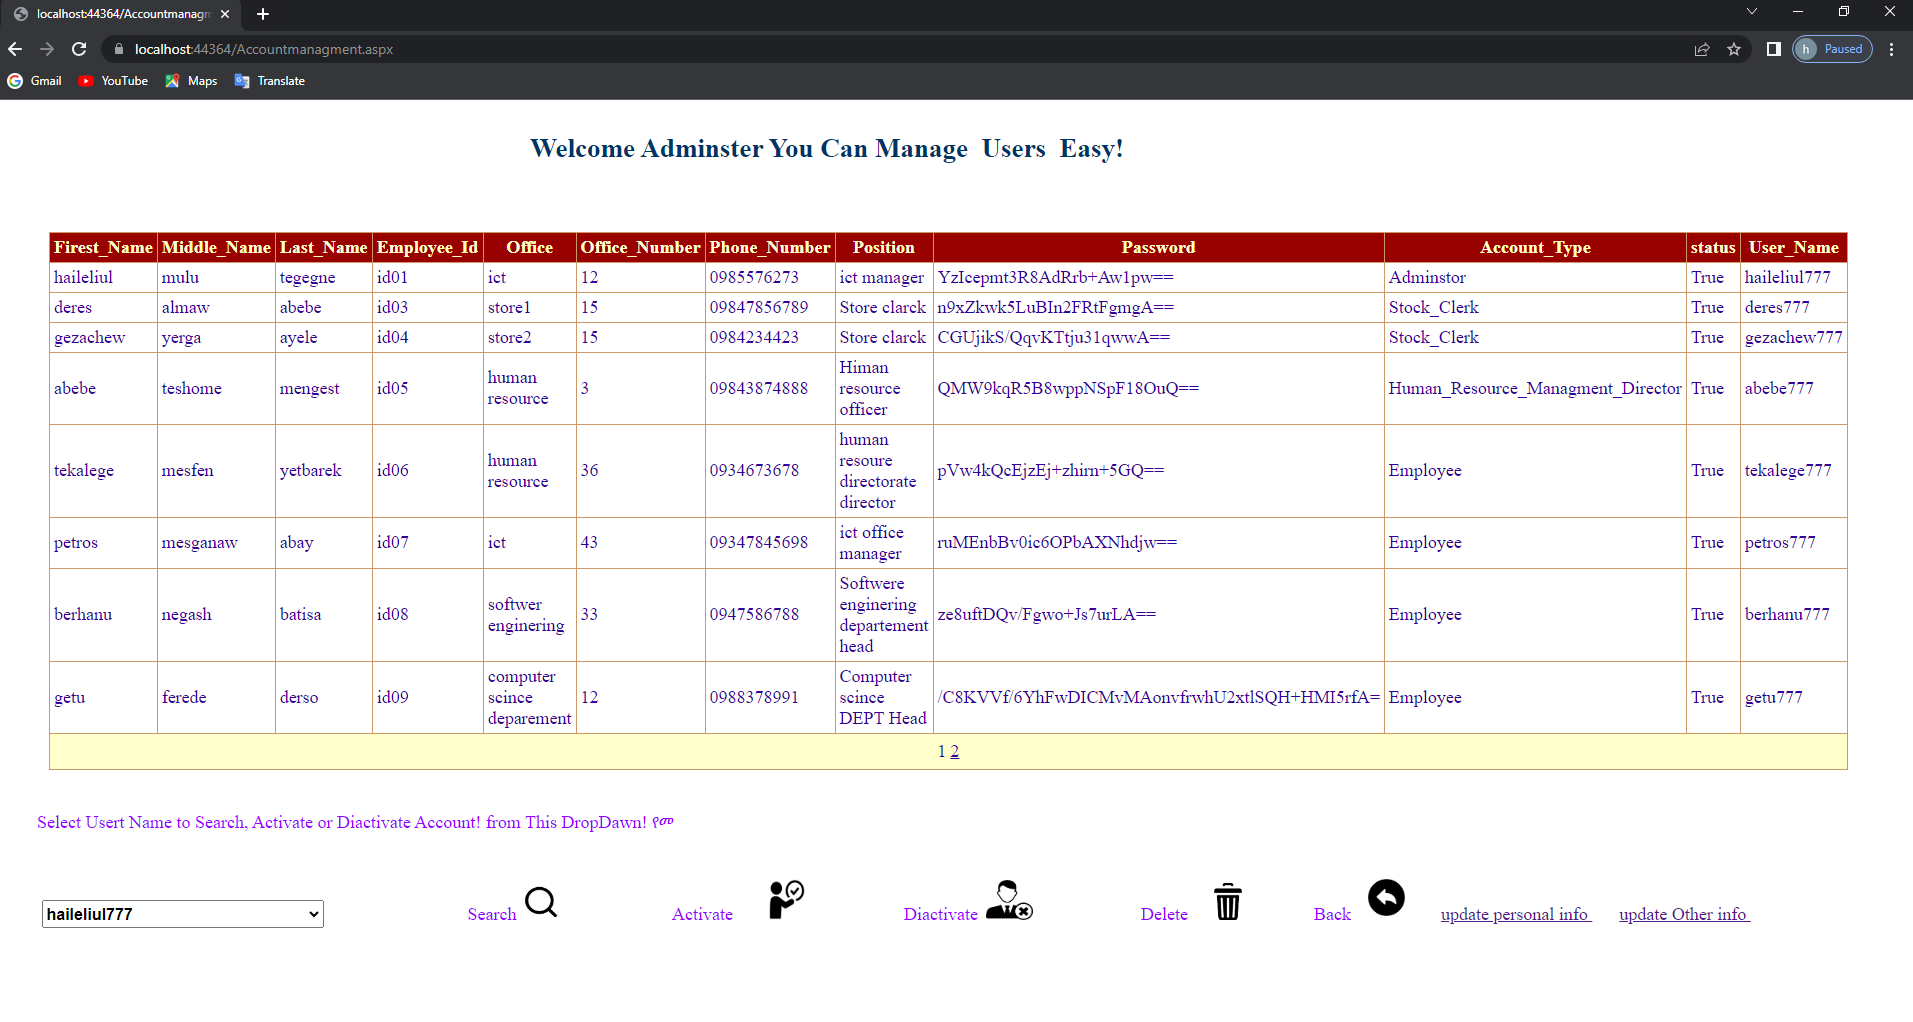 localhost:44364/Accountmanagm
localhost:44364/Accountmanagment.aspx
h Paused
Gmail YouTube Maps Translate
Welcome Adminster You Can Manage Users Easy!
Firest_Name Middle_Name Last_Name Employee_Id Office Office_Number Phone_Number Position Password Account_Type status User_Name
haileliul mulu tegegne id01 ict 12 0985576273 ict manager YzIcepmt3R8AdRrb+Aw1pw== Adminstor True haileliul777
deres almaw abebe id03 store1 15 09847856789 Store clarck n9xZkwk5LuBIn2FRtFgmgA== Stock_Clerk True deres777
gezachew yerga ayele id04 store2 15 0984234423 Store clarck CGUjikS/QqvKTtju31qwwA== Stock_Clerk True gezachew777
abebe teshome mengest id05 human resource 3 09843874888 Himan resource officer QMW9kqR5B8wppNSpF18OuQ== Human_Resource_Managment_Director True abebe777
tekalege mesfen yetbarek id06 human resource 36 0934673678 human resoure directorate director pVw4kQcEjzEj+zhirn+5GQ== Employee True tekalege777
petros mesganaw abay id07 ict 43 09347845698 ict office manager ruMEnbBv0ic6OPbAXNhdjw== Employee True petros777
berhanu negash batisa id08 softwer enginering 33 0947586788 Softwere enginering departement head ze8uftDQv/Fgwo+Js7urLA== Employee True berhanu777
getu ferede derso id09 computer scince deparement 12 0988378991 Computer scince DEPT Head /C8KVVf/6YhFwDICMvMAonvfrwhU2xtlSQH+HMI5rfA= Employee True getu777
1 2
Select Usert Name to Search, Activate or Diactivate Account! from This DropDawn! የመ
haileliul777 Search Activate Diactivate Delete Back update personal info update Other info